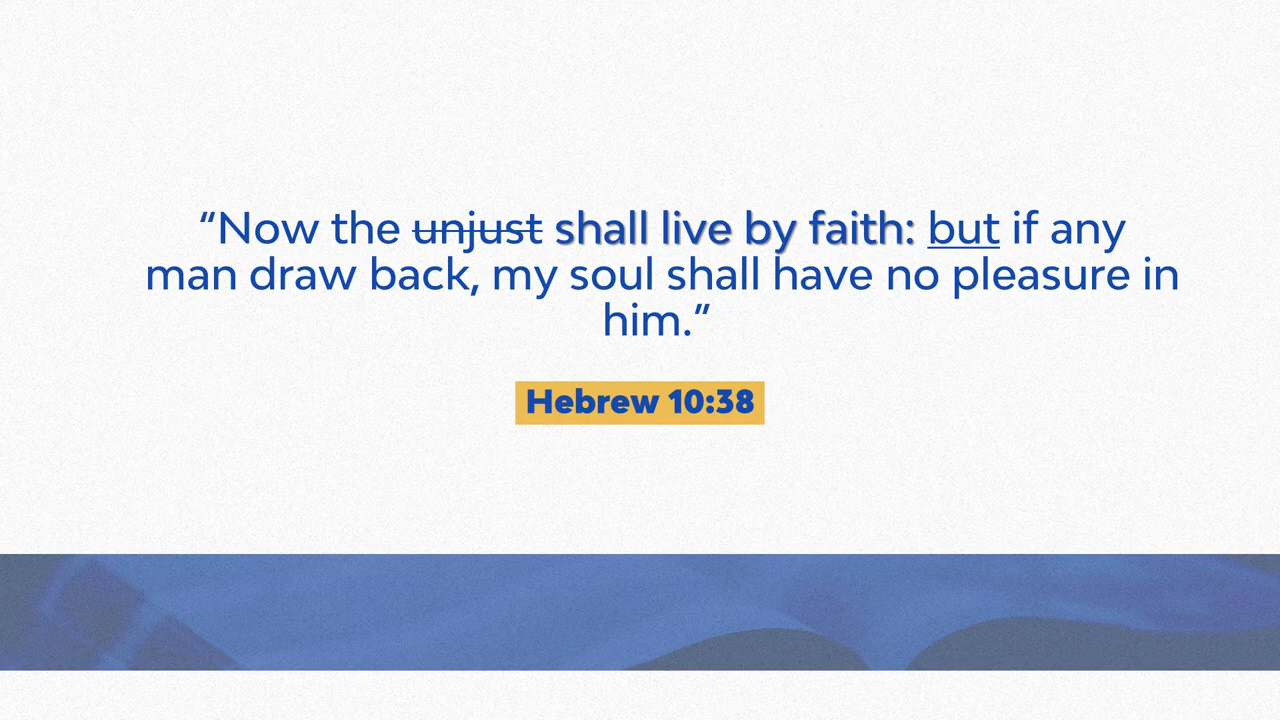 “Now the unjust shall live by faith: but if any
man draw back, my soul shall have no pleasure in
him.”
Hebrew 10:38